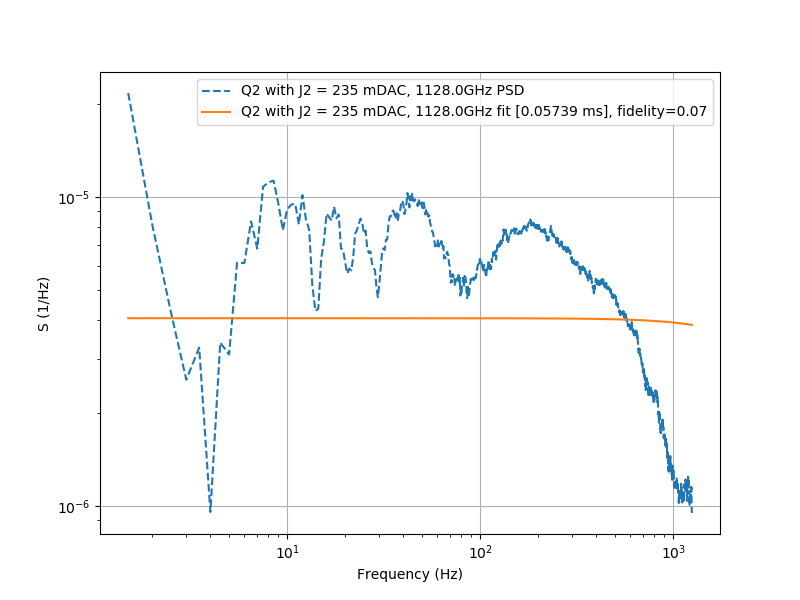 Q2 with J2 = 235 mDAC, 1128.0GHz PSD
Q2 with J2 = 235 mDAC, 1128.0GHz fit [0.05739 ms], fidelity=0.07
S (1/Hz)
10⁻⁵
10⁻⁶
10¹ 10² 10³
Frequency (Hz)